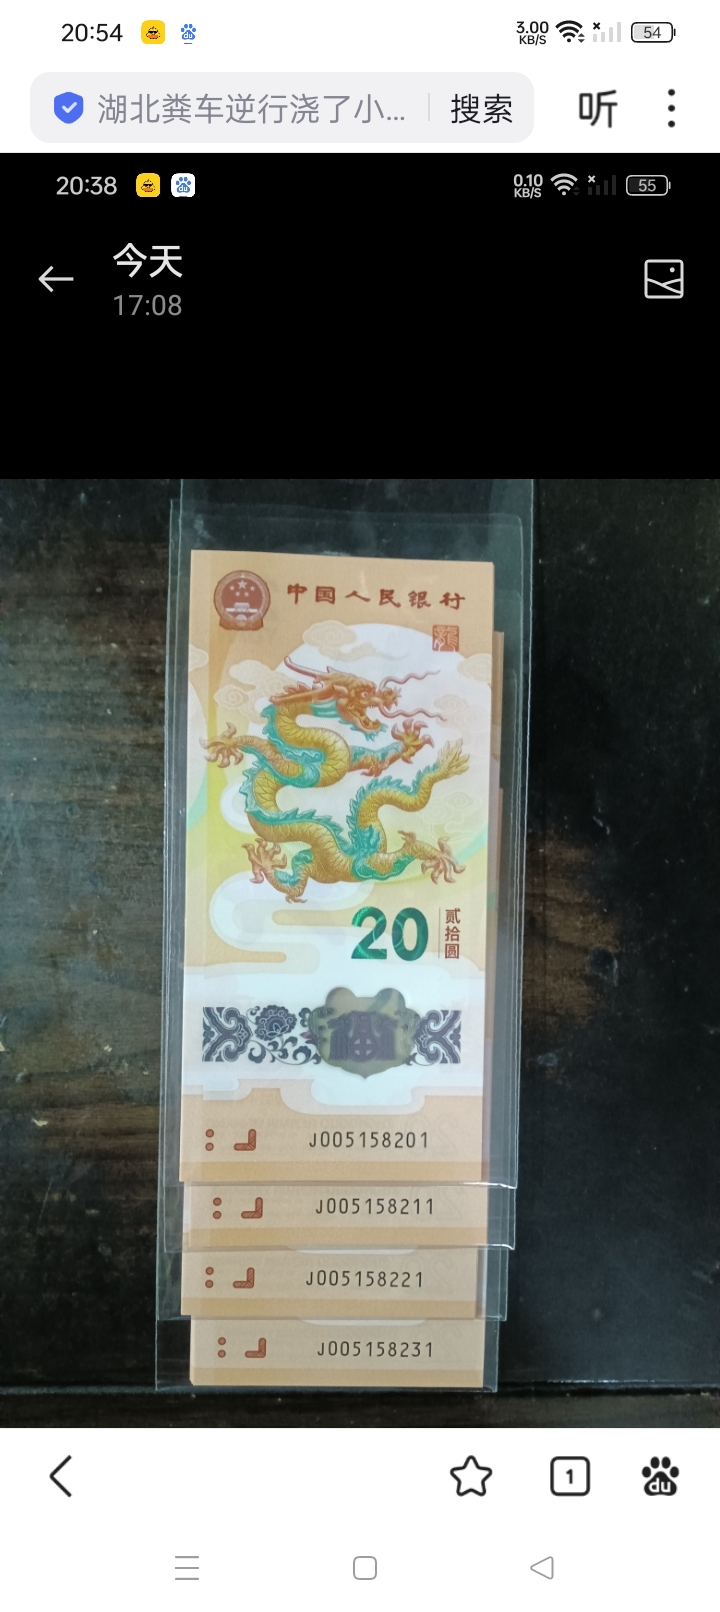 20:54
3.00
KB/S
54
湖北粪车逆行浇了小...
搜索
听
20:38
0.10
KB/S
55
今天
17:08
中国人民银行
龍
20
贰拾圆
J005158201
J005158211
J005158221
J005158231
1
du